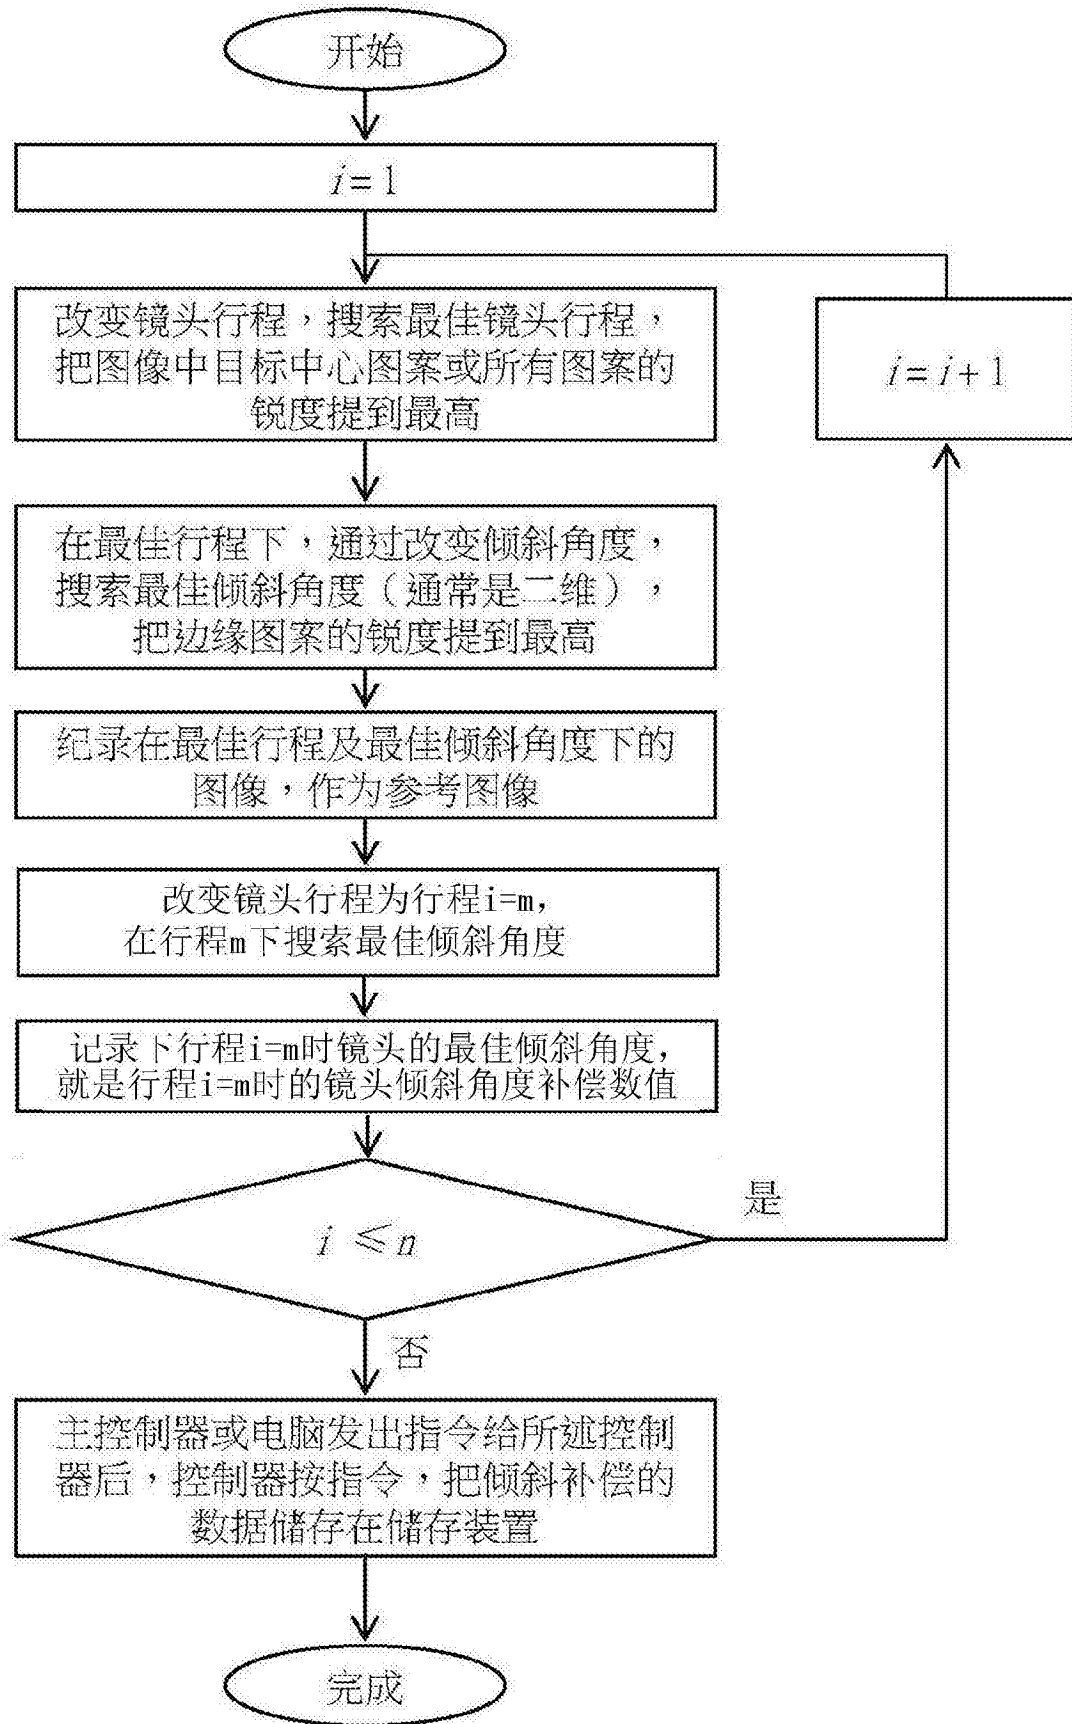 开始
i=1
改变镜头行程，搜索最佳镜头行程，
把图像中目标中心图案或所有图案的
锐度提到最高
i=i+1
在最佳行程下，通过改变倾斜角度，
搜索最佳倾斜角度（通常是二维），
把边缘图案的锐度提到最高
纪录在最佳行程及最佳倾斜角度下的
图像，作为参考图像
改变镜头行程为行程i=m，
在行程m下搜索最佳倾斜角度
记录下行程i=m时镜头的最佳倾斜角度，
就是行程i=m时的镜头倾斜角度补偿数值
i ≤n
是
否
主控制器或电脑发出指令给所述控制
器后，控制器按指令，把倾斜补偿的
数据储存在储存装置
完成